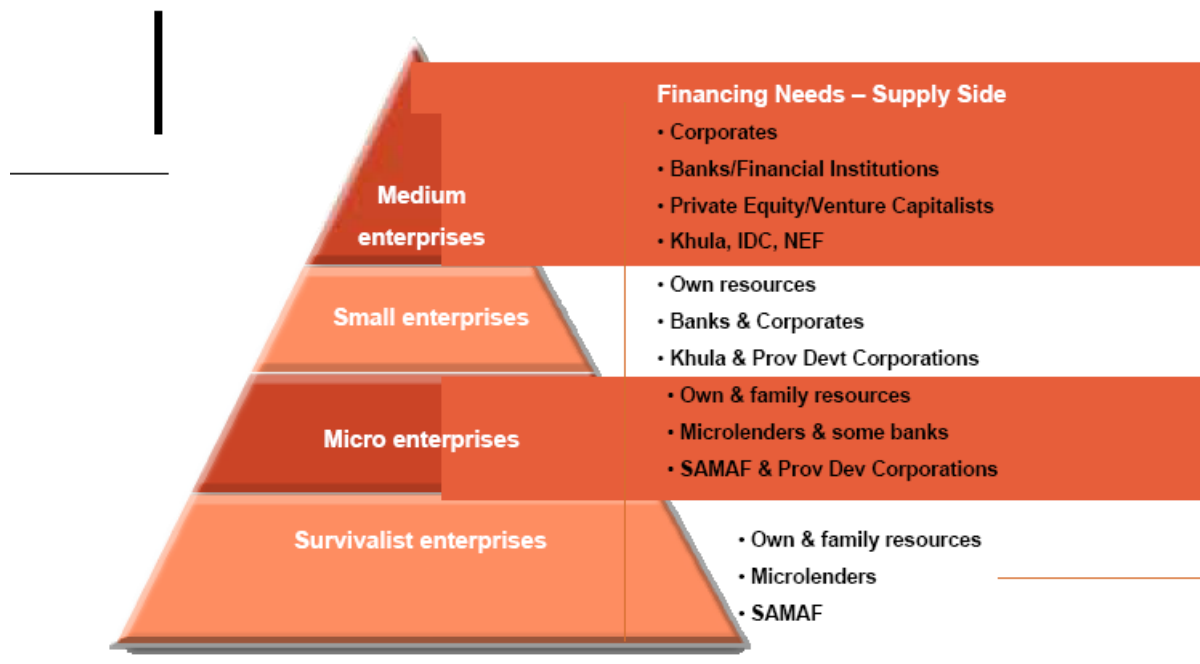 Financing Needs – Supply Side
• Corporates
• Banks/Financial Institutions
• Private Equity/Venture Capitalists
• Khula, IDC, NEF
Medium
enterprises
• Own resources
• Banks & Corporates
• Khula & Prov Devt Corporations
Small enterprises
• Own & family resources
• Microlenders & some banks
• SAMAF & Prov Dev Corporations
Micro enterprises
• Own & family resources
• Microlenders
• SAMAF
Survivalist enterprises